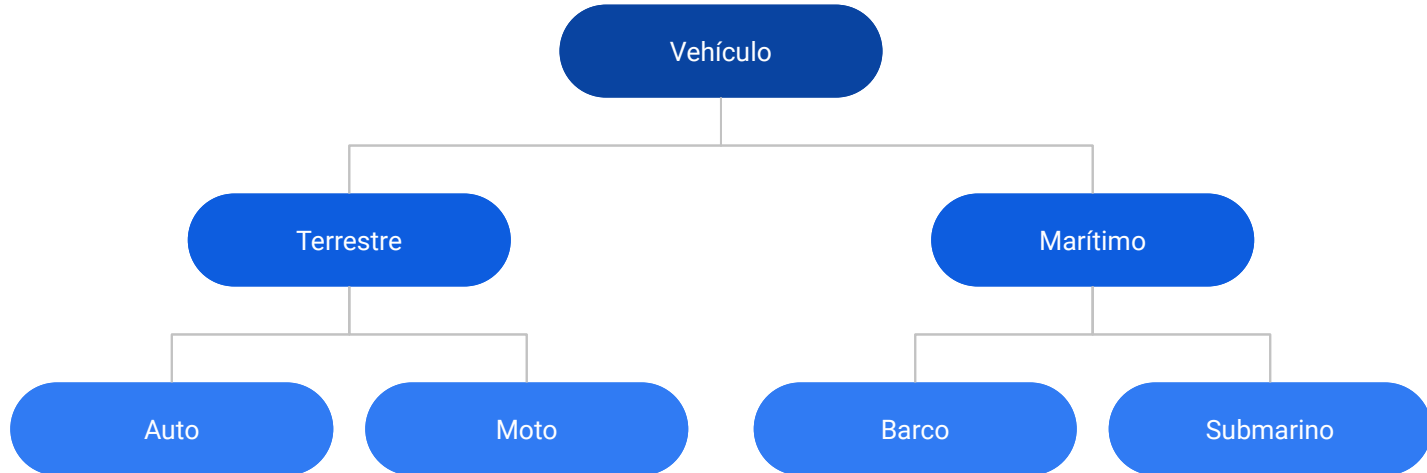 Vehículo
Terrestre
Marítimo
Auto
Moto
Barco
Submarino